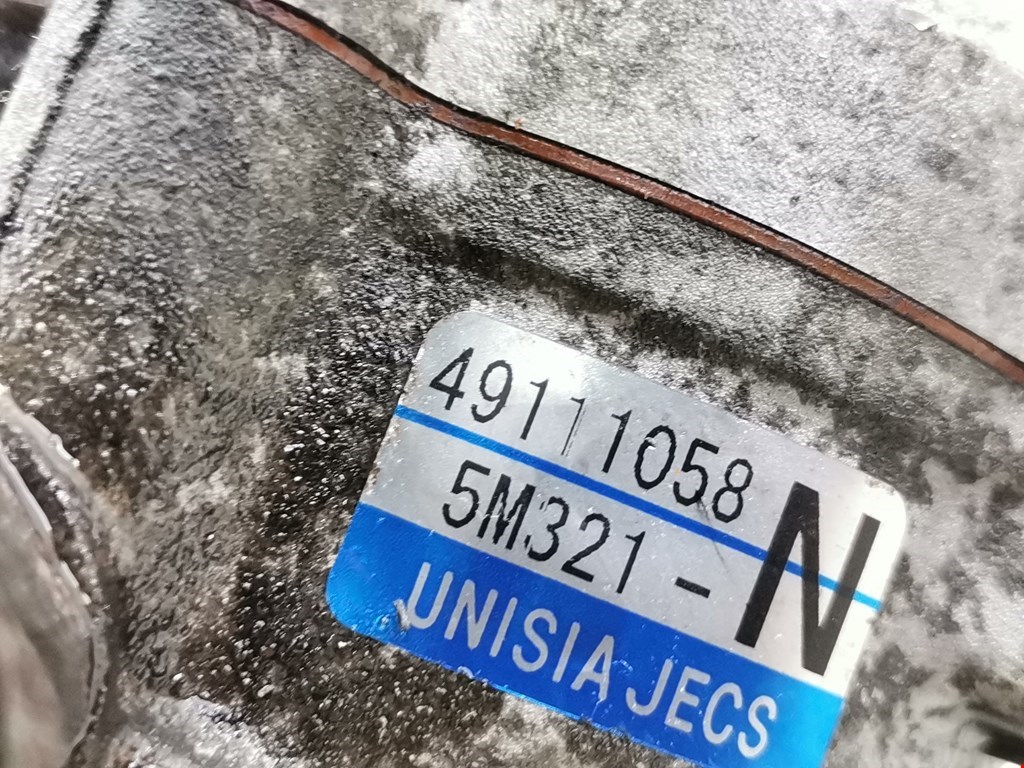 49111058
5M321-
N
UNISIA JECS